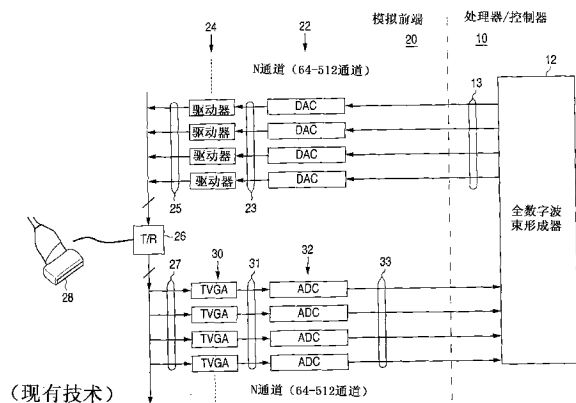 模拟前端
处理器/控制器
24
22
20
10
12
N通道（64-512通道）
13
驱动器
DAC
驱动器
DAC
驱动器
DAC
驱动器
DAC
25
23
全数字波
束形成器
T/R
26
28
27
30
31
32
33
TVGA
ADC
TVGA
ADC
TVGA
ADC
TVGA
ADC
（现有技术）
N通道（64-512通道）